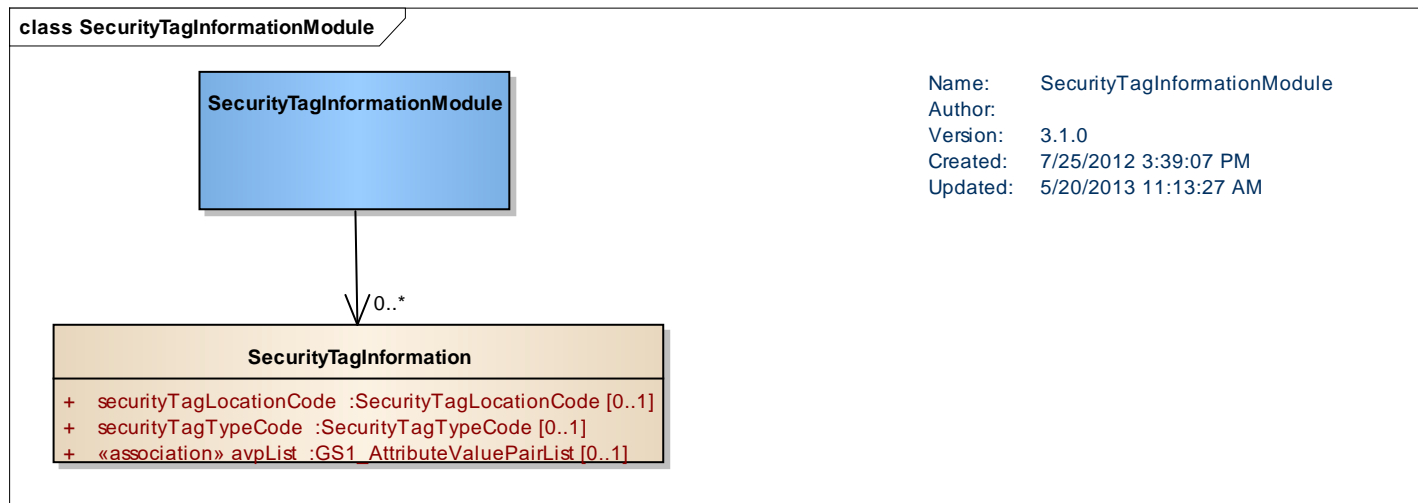 class SecurityTagInformationModule
SecurityTagInformationModule
Name: SecurityTagInformationModule
Author:
Version: 3.1.0
Created: 7/25/2012 3:39:07 PM
Updated: 5/20/2013 11:13:27 AM
0..*
SecurityTagInformation
+ securityTagLocationCode :SecurityTagLocationCode [0..1]
+ securityTagTypeCode :SecurityTagTypeCode [0..1]
+ «association» avpList :GS1_AttributeValuePairList [0..1]